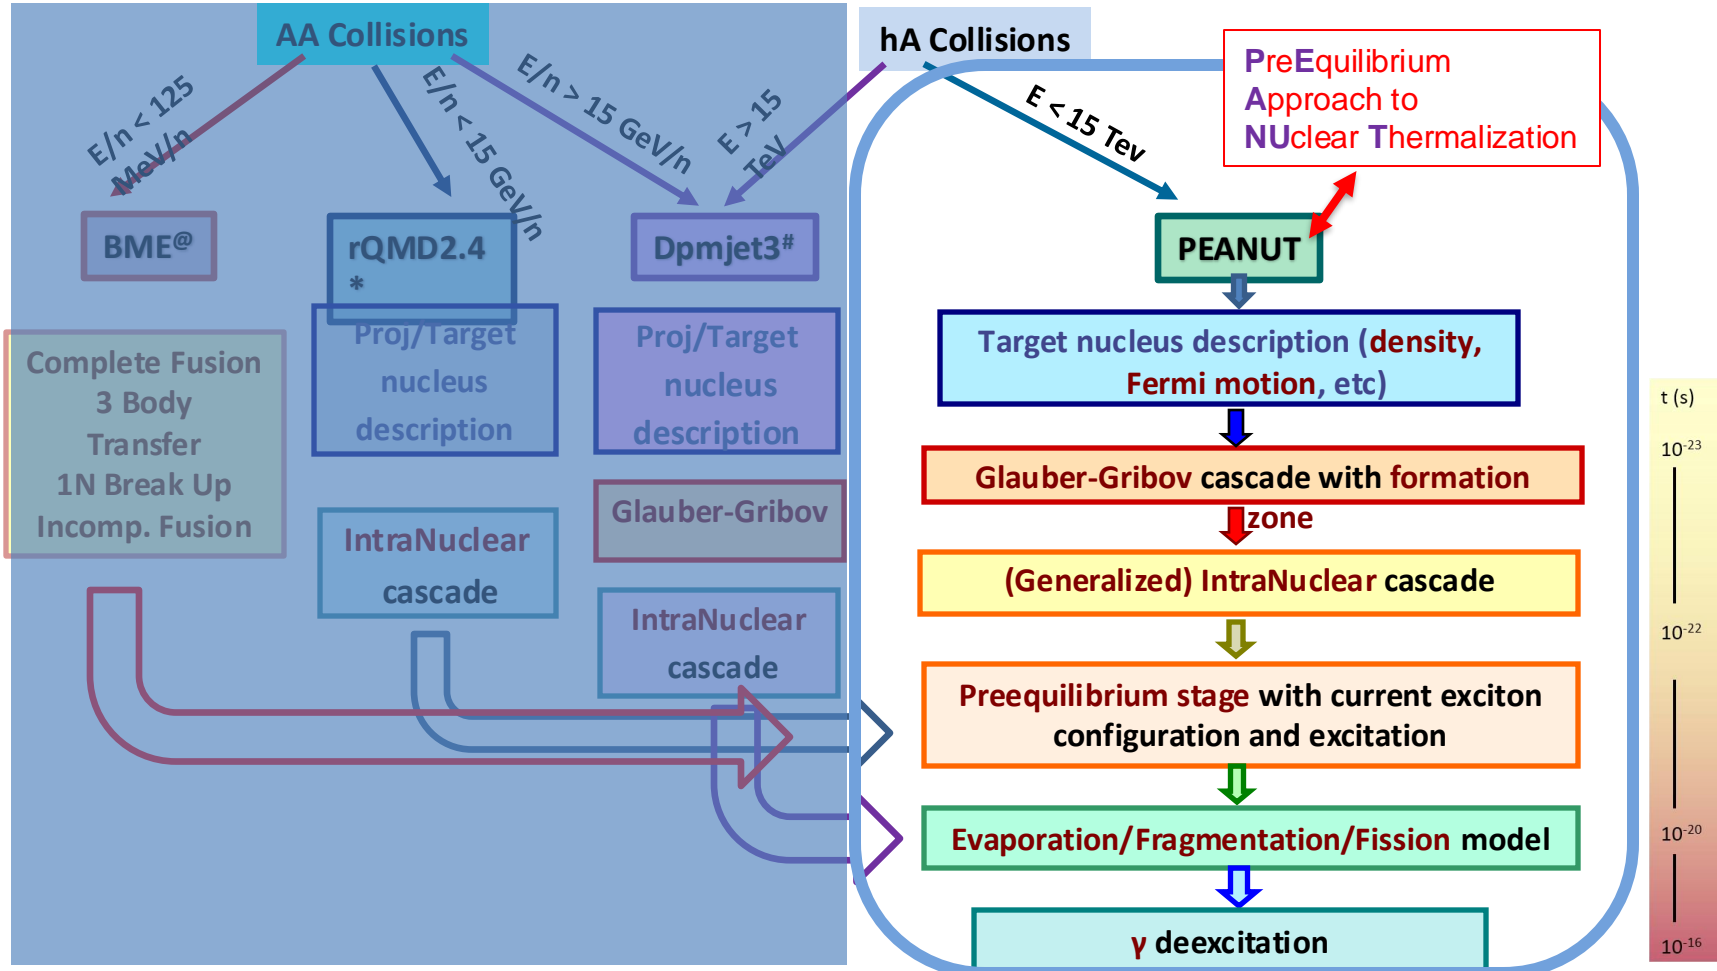 AA Collisions
hA Collisions
PreEquilibrium
Approach to
NUclear Thermalization
E/n < 125
MeV/n
E/n < 15 GeV/n
E/n > 15 GeV/n
E > 15
TeV
E < 15 Tev
BME@
rQMD2.4
*
Dpmjet3#
PEANUT
Complete Fusion
3 Body
Transfer
1N Break Up
Incomp. Fusion
Proj/Target
nucleus
description
IntraNuclear
cascade
Proj/Target
nucleus
description
Glauber-Gribov
IntraNuclear
cascade
Target nucleus description (density,
Fermi motion, etc)
Glauber-Gribov cascade with formation
zone
(Generalized) IntraNuclear cascade
Preequilibrium stage with current exciton
configuration and excitation
Evaporation/Fragmentation/Fission model
γ deexcitation
t (s)
10-23
10-22
10-20
10-16